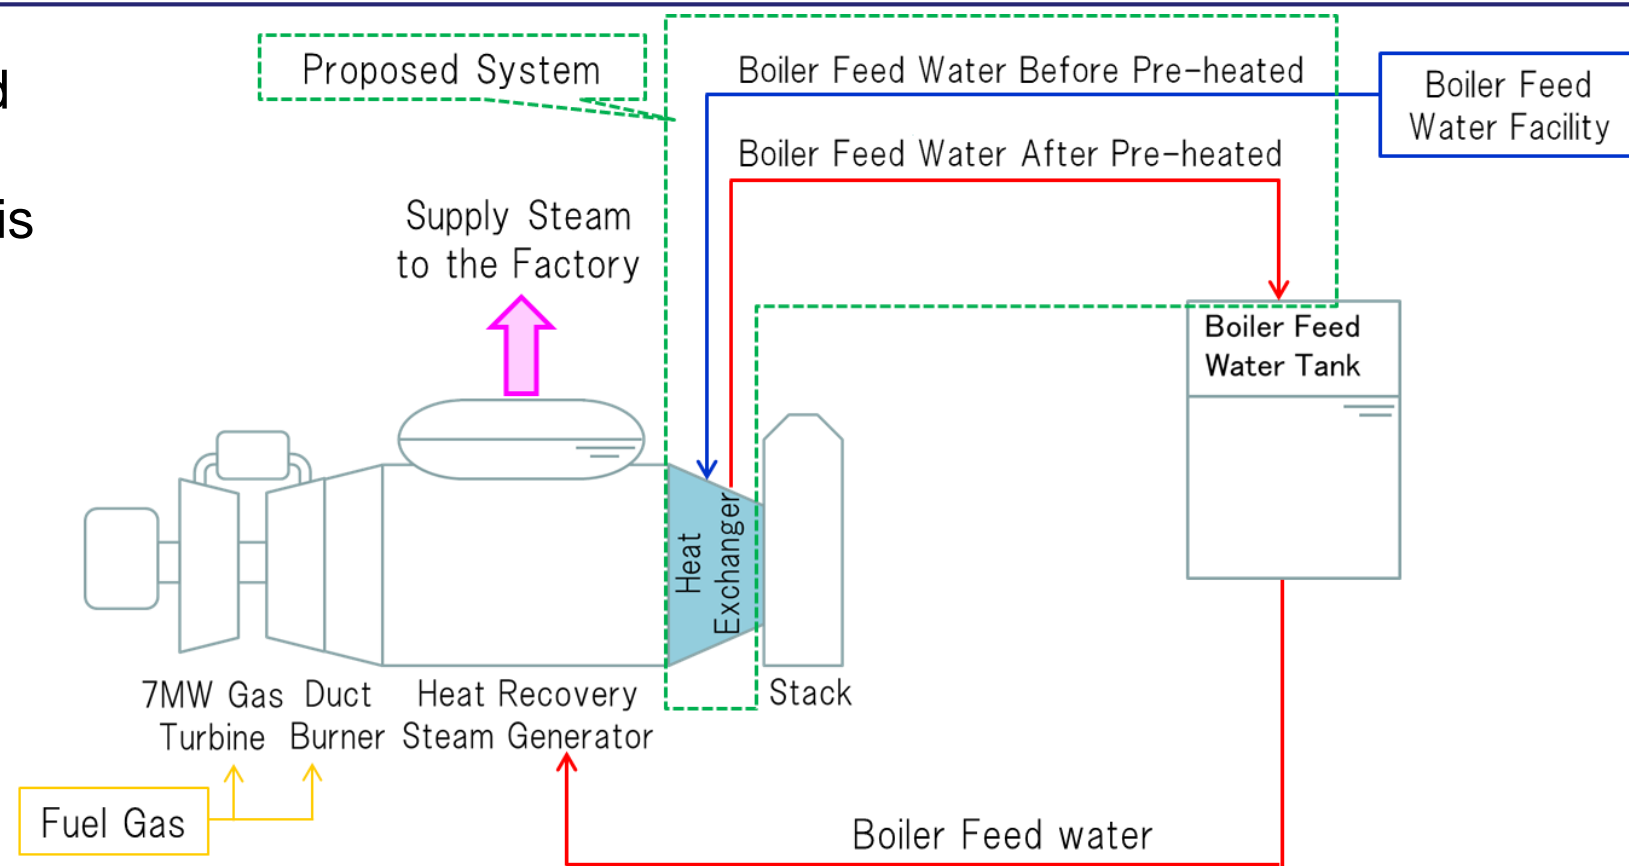 d
is
Proposed System
Boiler Feed Water Before Pre-heated
Boiler Feed
Water Facility
Boiler Feed Water After Pre-heated
Supply Steam
to the Factory
Boiler Feed
Water Tank
Heat
Exchanger
7MW Gas
Turbine
Duct
Burner
Heat Recovery
Steam Generator
Stack
Fuel Gas
Boiler Feed water